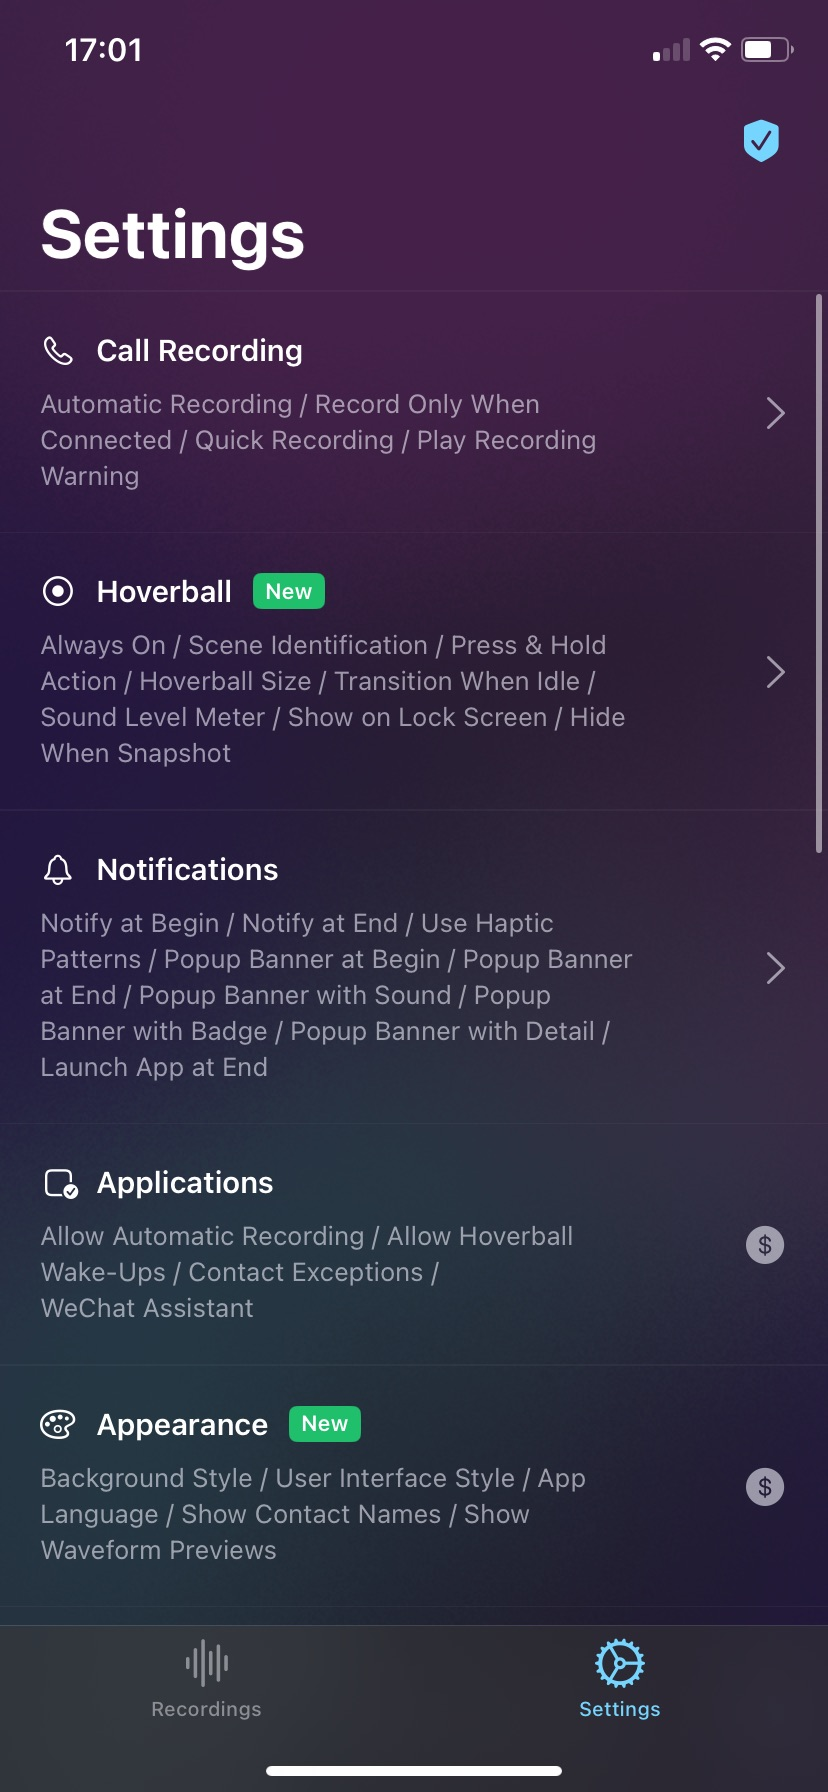 17:01
Settings
Call Recording
Automatic Recording / Record Only When
Connected / Quick Recording / Play Recording
Warning
Hoverball New
Always On / Scene Identification / Press & Hold
Action / Hoverball Size / Transition When Idle /
Sound Level Meter / Show on Lock Screen / Hide
When Snapshot
Notifications
Notify at Begin / Notify at End / Use Haptic
Patterns / Popup Banner at Begin / Popup Banner
at End / Popup Banner with Sound / Popup
Banner with Badge / Popup Banner with Detail /
Launch App at End
Applications
Allow Automatic Recording / Allow Hoverball
Wake-Ups / Contact Exceptions /
WeChat Assistant
$
Appearance New
Background Style / User Interface Style / App
Language / Show Contact Names / Show
Waveform Previews
$
Recordings
Settings